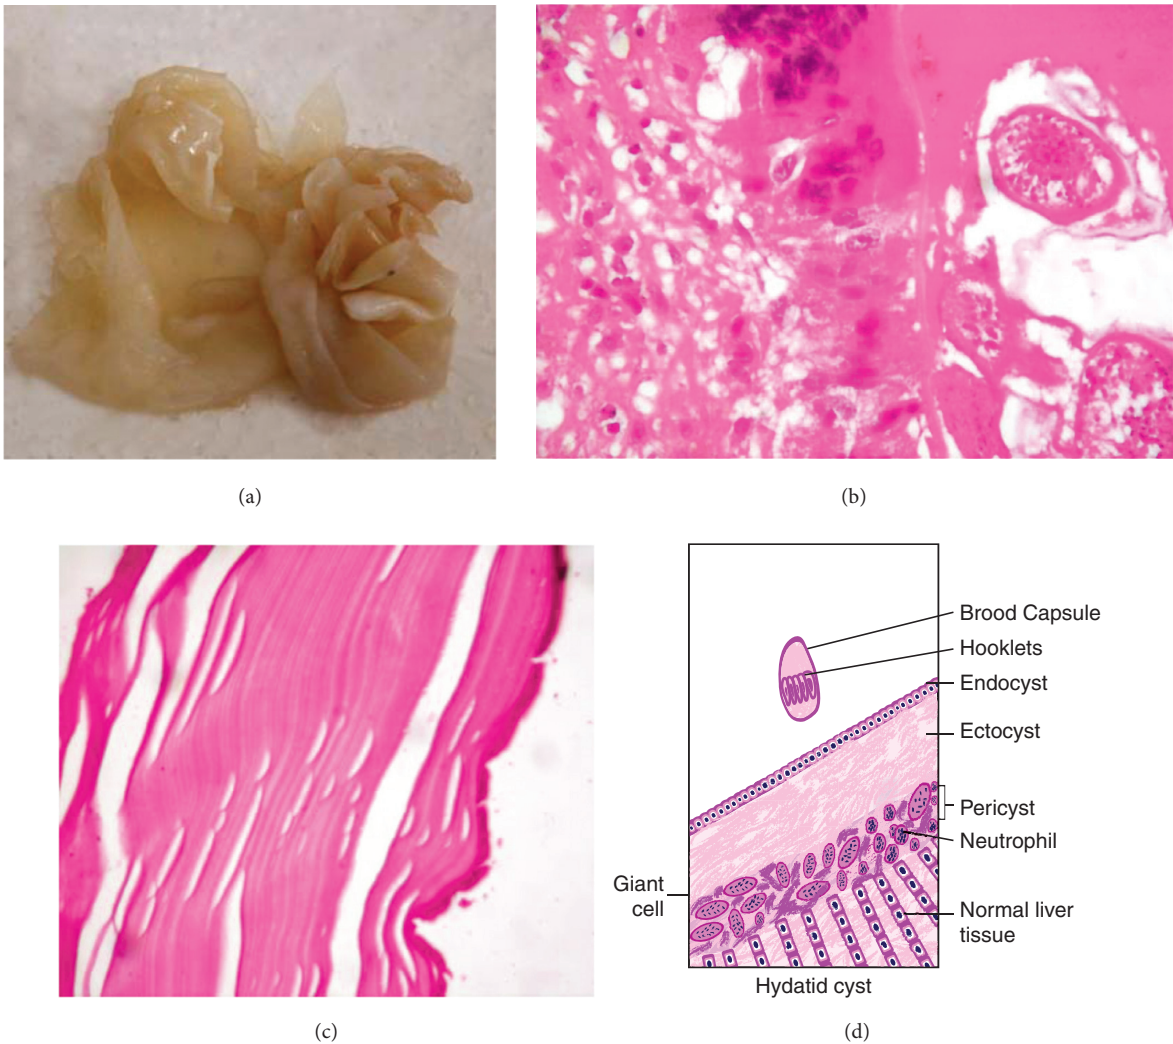 (a)
(b)
(c)
Brood Capsule
Hooklets
Endocyst
Ectocyst
Pericyst
Neutrophil
Giant
cell
Normal liver
tissue
Hydatid cyst
(d)